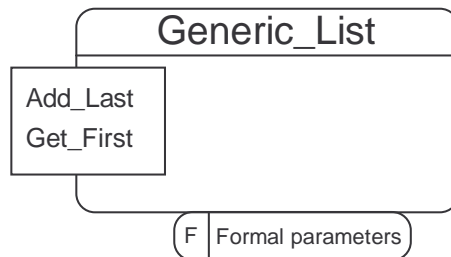 Generic_List
Add_Last
Get_First
F Formal parameters